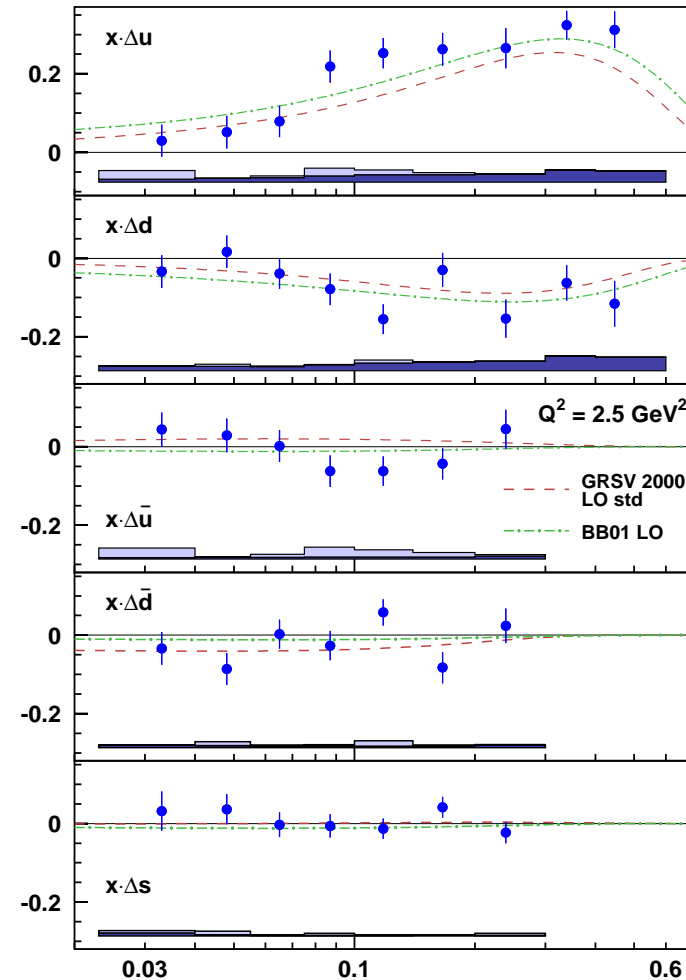 x·Δu
0.2
0
x·Δd
0
-0.2
Q² = 2.5 GeV²
0
GRSV 2000
LO std
-0.2
x·Δū
BB01 LO
x·Δd̄
0
-0.2
0
x·Δs
-0.2
0.03
0.1
0.6